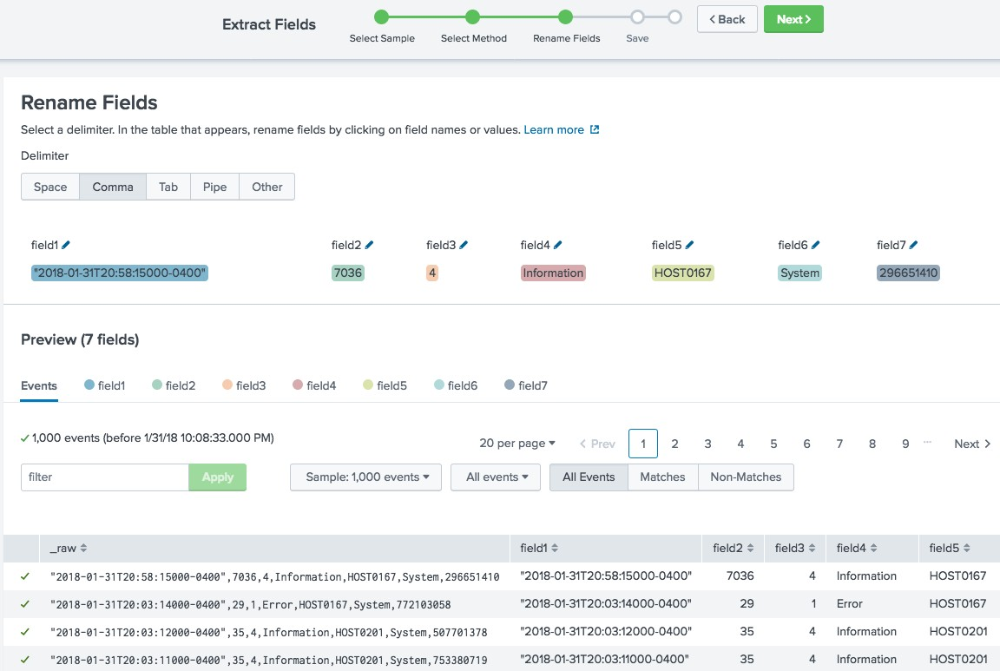 Extract Fields
Select Sample Select Method Rename Fields Save
< Back Next >
Rename Fields
Select a delimiter. In the table that appears, rename fields by clicking on field names or values. Learn more
Delimiter
Space Comma Tab Pipe Other
field1 field2 field3 field4 field5 field6 field7
"2018-01-31T20:58:15000-0400" 7036 4 Information HOST0167 System 296651410
Preview (7 fields)
Events field1 field2 field3 field4 field5 field6 field7
1,000 events (before 1/31/18 10:08:33.000 PM)
20 per page < Prev 1 2 3 4 5 6 7 8 9 ... Next >
filter Apply Sample: 1,000 events All events All Events Matches Non-Matches
_raw field1 field2 field3 field4 field5
"2018-01-31T20:58:15000-0400",7036,4,Information,HOST0167,System,296651410 "2018-01-31T20:58:15000-0400" 7036 4 Information HOST0167
"2018-01-31T20:03:14000-0400",29,1,Error,HOST0167,System,772103058 "2018-01-31T20:03:14000-0400" 29 1 Error HOST0167
"2018-01-31T20:03:12000-0400",35,4,Information,HOST0201,System,507701378 "2018-01-31T20:03:12000-0400" 35 4 Information HOST0201
"2018-01-31T20:03:11000-0400",35,4,Information,HOST0201,System,753380719 "2018-01-31T20:03:11000-0400" 35 4 Information HOST0201